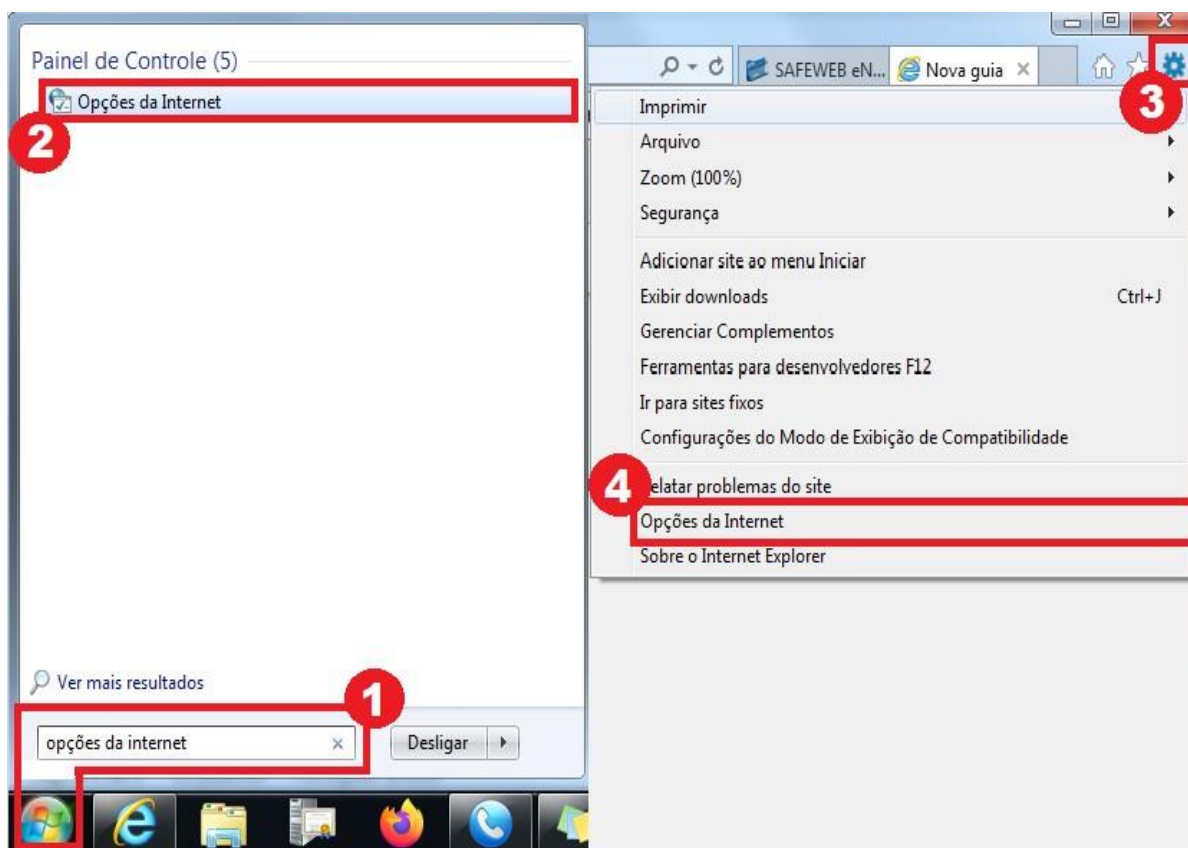 Painel de Controle (5)
Opções da Internet
2
Ver mais resultados
1
opções da internet
Desligar
SAFEWEB eN...
Nova guia
3
Imprimir
Arquivo
Zoom (100%)
Segurança
Adicionar site ao menu Iniciar
Exibir downloads Ctrl+J
Gerenciar Complementos
Ferramentas para desenvolvedores F12
Ir para sites fixos
Configurações do Modo de Exibição de Compatibilidade
4
elatar problemas do site
Opções da Internet
Sobre o Internet Explorer